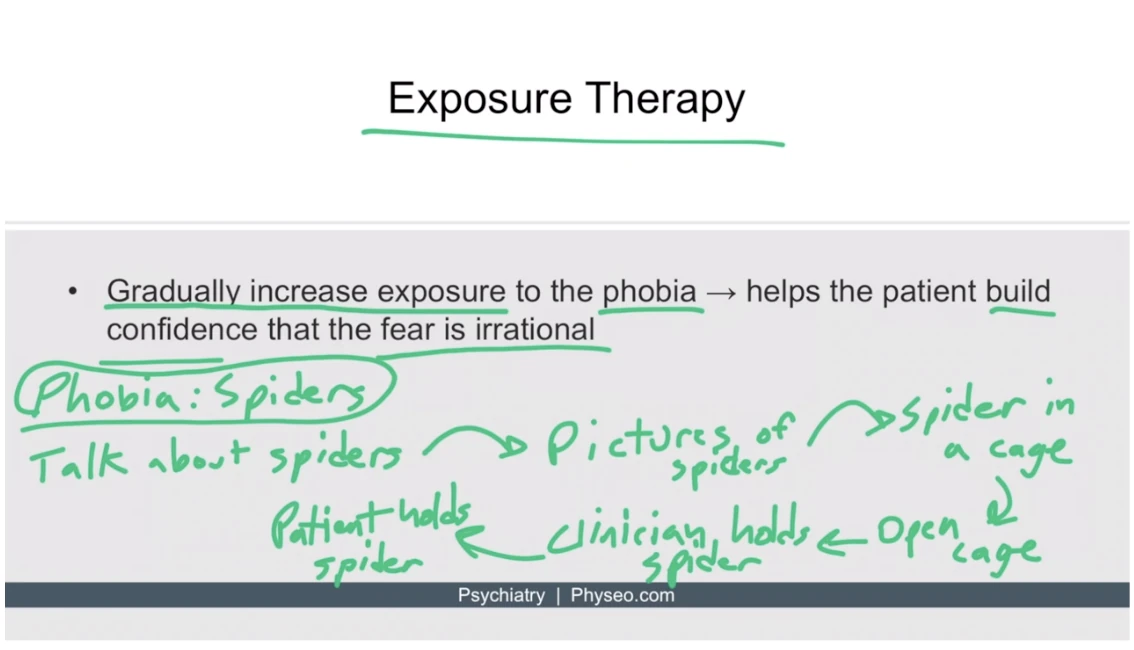 Exposure Therapy
• Gradually increase exposure to the phobia → helps the patient build
confidence that the fear is irrational
Phobia: Spiders
Talk about spiders → Pictures of spiders → Spider in a cage
→ Open cage → Clinician holds spider → Patient holds spider
Psychiatry | Physeo.com